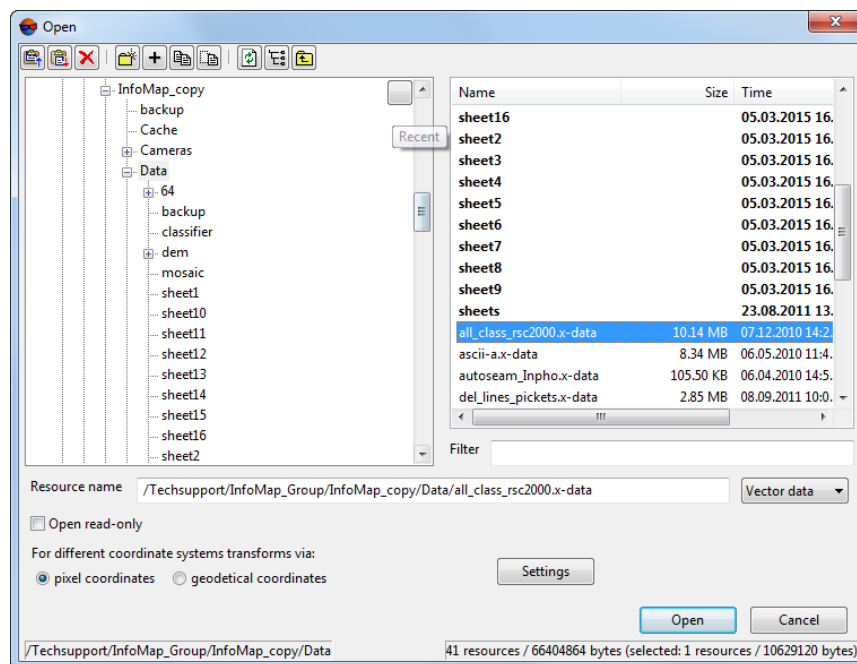 Open
InfoMap_copy
backup
Cache
Cameras
Data
64
backup
classifier
dem
mosaic
sheet1
sheet10
sheet11
sheet12
sheet13
sheet14
sheet15
sheet16
sheet2
Recent
Name Size Time
sheet16 05.03.2015 16.
sheet2 05.03.2015 16.
sheet3 05.03.2015 16.
sheet4 05.03.2015 16.
sheet5 05.03.2015 16.
sheet6 05.03.2015 16.
sheet7 05.03.2015 16.
sheet8 05.03.2015 16.
sheet9 05.03.2015 16.
sheets 23.08.2011 13.
all_class_rsc2000.x-data 10.14 MB 07.12.2010 14:2.
ascii-a.x-data 8.34 MB 06.05.2010 11:4.
autoseam_Inpho.x-data 105.50 KB 06.04.2010 14:5.
del_lines_pickets.x-data 2.85 MB 08.09.2011 10:0.
Filter
Resource name /Techsupport/InfoMap_Group/InfoMap_copy/Data/all_class_rsc2000.x-data Vector data
Open read-only
For different coordinate systems transforms via:
pixel coordinates geodetical coordinates
Settings
Open Cancel
/Techsupport/InfoMap_Group/InfoMap_copy/Data 41 resources / 66404864 bytes (selected: 1 resources / 10629120 bytes)